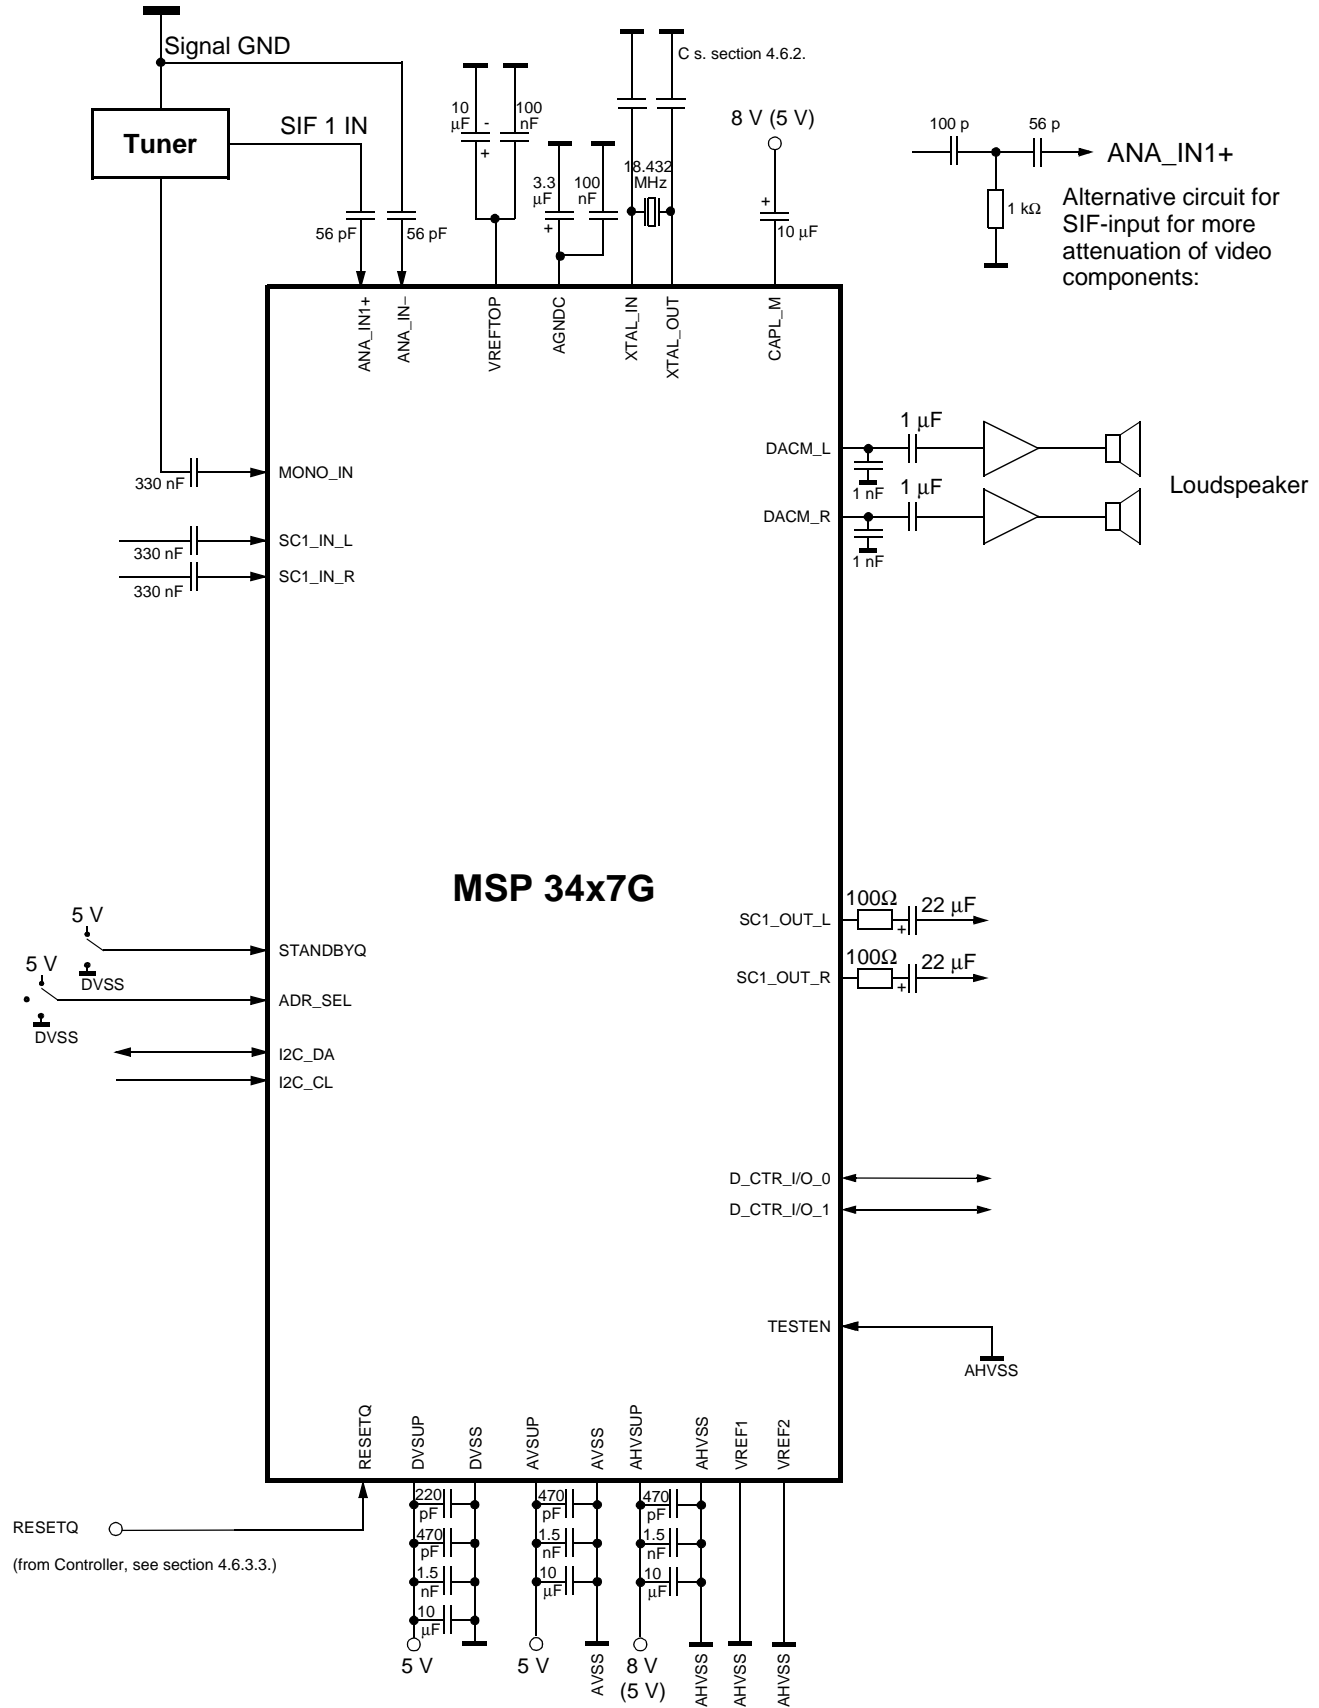 Signal GND
C s. section 4.6.2.
Tuner
SIF 1 IN
10
μF
-
+
100
nF
8 V (5 V)
100 p
56 p
ANA_IN1+
3.3
μF
+
100
nF
18.432
MHz
+
10 μF
1 kΩ
Alternative circuit for
SIF-input for more
attenuation of video
components:
56 pF
56 pF
ANA_IN1+
ANA_IN−
VREFTOP
AGNDC
XTAL_IN
XTAL_OUT
CAPL_M
330 nF
MONO_IN
330 nF
SC1_IN_L
330 nF
SC1_IN_R
DACM_L
1 μF
1 nF
DACM_R
1 μF
1 nF
Loudspeaker
MSP 34x7G
5 V
DVSS
STANDBYQ
5 V
DVSS
ADR_SEL
I2C_DA
I2C_CL
SC1_OUT_L
100Ω
+
22 μF
SC1_OUT_R
100Ω
+
22 μF
D_CTR_I/O_0
D_CTR_I/O_1
TESTEN
AHVSS
RESETQ
DVSUP
DVSS
AVSUP
AVSS
AHVSUP
AHVSS
VREF1
VREF2
RESETQ
(from Controller, see section 4.6.3.3.)
220
pF
470
pF
1.5
nF
10
μF
5 V
470
pF
1.5
nF
10
μF
5 V
AVSS
470
pF
1.5
nF
10
μF
8 V
(5 V)
AHVSS
AHVSS
AHVSS